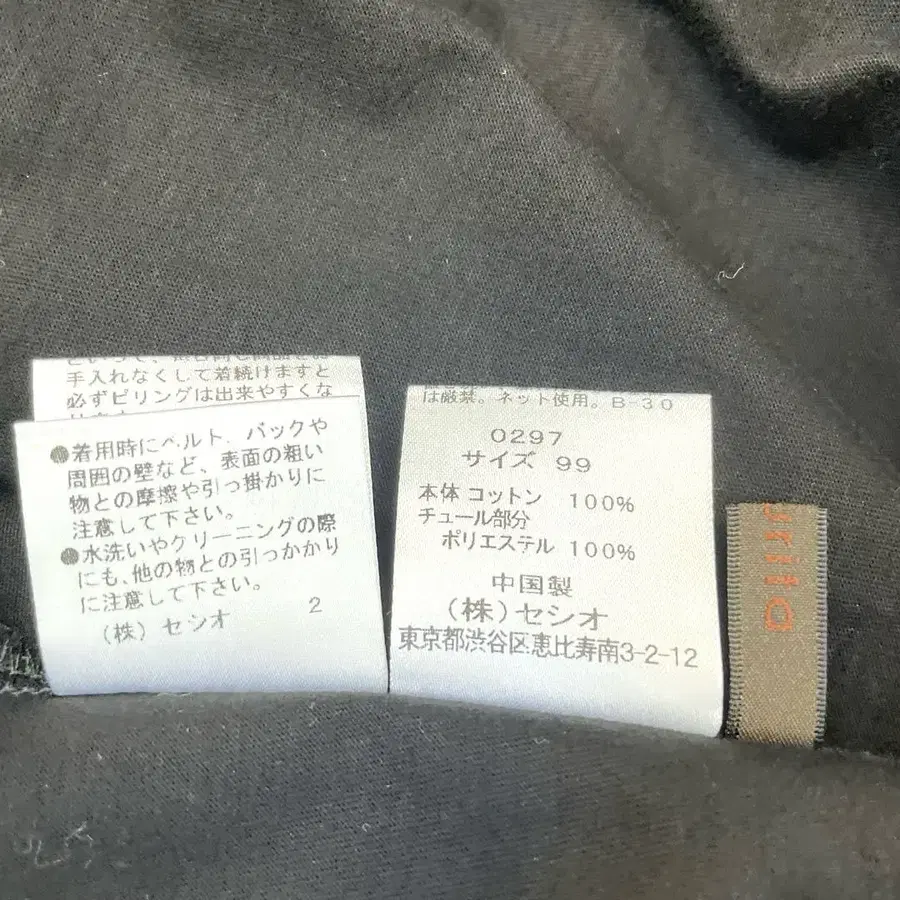 手入れなくして着続けますと
必ずピリングは出来やすくな
●着用時にベルト、バックや
周囲の壁など、表面の粗い
物との摩擦や引っ掛かりに
注意して下さい。
●水洗いやクリーニングの際
にも、他の物との引っかかり
に注意して下さい。
(株) セシオ 2
は厳禁。ネット使用。B-30
0297
サイズ 99
本体 コットン 100%
チュール部分
ポリエステル 100%
中国製
(株) セシオ
東京都渋谷区恵比寿南3-2-12